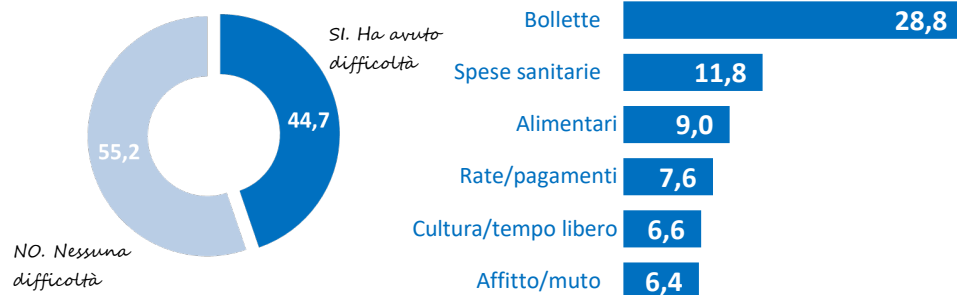 SI. Ha avuto
difficoltà
44,7
55,2
NO. Nessuna
difficoltà
Bollette 28,8
Spese sanitarie 11,8
Alimentari 9,0
Rate/pagamenti 7,6
Cultura/tempo libero 6,6
Affitto/muto 6,4